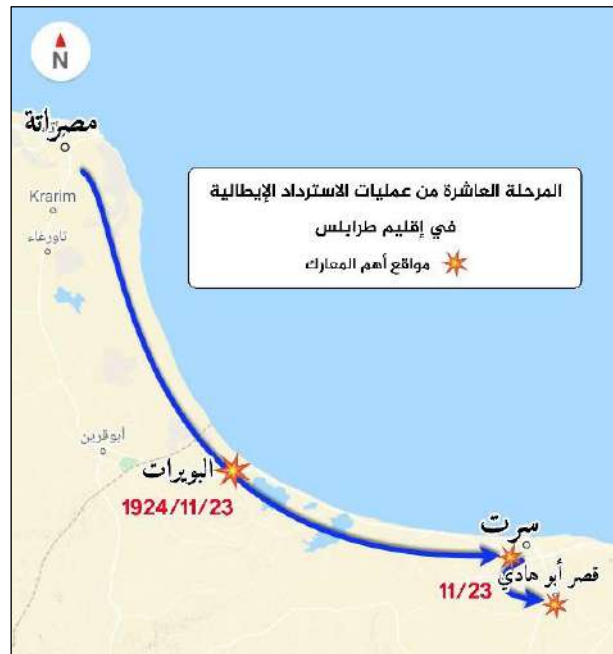 N
مصراتة
المرحلة العاشرة من عمليات الاسترداد الإيطالية
في إقليم طرابلس
مواقع أهم المعارك
Krarim
تاورغاء
أبوقرين
البويرات
1924/11/23
سرت
قصر أبو هادي
11/23